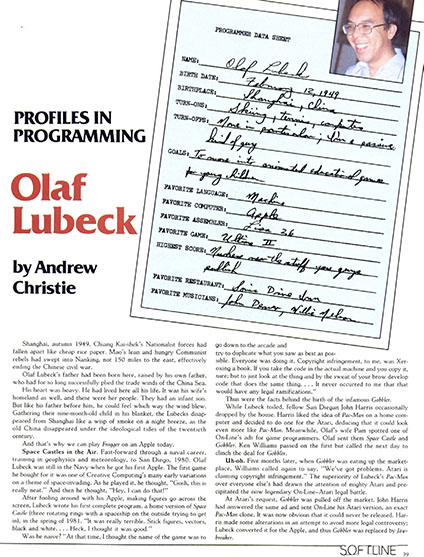 PROGRAMMER DATA SHEET
NAME: Olaf Lubeck
BIRTH DATE: February 12, 1949
BIRTHPLACE: Shanghai, China
TURN-ONS: Skiing, tennis, computers
TURN-OFFS: None in particular; I'm a passive
kind of guy
GOALS: To move into oriented educational games
for young children
FAVORITE LANGUAGE: Machine
FAVORITE COMPUTER: Apple
FAVORITE ASSEMBLER: Lisa 2.6
FAVORITE GAME: Ultima II
HIGHEST SCORE: Nowhere near the stuff you guys
publish
FAVORITE RESTAURANT: Some Dime Store
FAVORITE MUSICIANS: John Denver, Willie Nelson
PROFILES IN
PROGRAMMING
Olaf
Lubeck
by Andrew
Christie
Shanghai, autumn 1949. Chiang Kai-shek's Nationalist forces had
fallen apart like cheap rice paper. Mao's lean and hungry Communist
rebels had swept into Nanking, not 150 miles to the east, effectively
ending the Chinese civil war.
Olaf Lubeck's father had been born here, raised by his own father,
who had for so long successfully plied the trade winds of the China Sea.
His heart was heavy. He had lived here all his life. It was his wife's
homeland as well, and these were her people. They had an infant son.
But like his father before him, he could feel which way the wind blew.
Gathering their nine-month-old child in his blanket, the Lubecks disap-
peared from Shanghai like a wisp of smoke on a night breeze, as the
old China disappeared under the ideological tides of the twentieth
century.
And that's why we can play Frogger on an Apple today.
Space Castles in the Air. Fast-forward through a naval career,
a training in geophysics and meteorology, to San Diego, 1980. Olaf
Lubeck was still in the Navy when he got his first Apple. The first game
he bought for it was one of Creative Computing's many early variations
on a theme of space-invading. As he played it, he thought, "Gosh, this is
really neat." And then he thought, "Hey, I can do that!"
After fooling around with his Apple, making figures go across the
screen, Lubeck wrote his first complete program, a home version of Space
Castle (three rotating rings with a spaceship on the outside trying to get
in), in the spring of 1981. "It was really terrible. Stick figures, vectors,
black and white. . . . Heck, I thought it was good."
Was he naive? "At that time, I thought the name of the game was to
go down to the arcade and
try to duplicate what you saw as best as pos-
sible. Everyone was doing it. Copyright infringement, to me, was Xer-
oxing a book. If you take the code in the actual machine and you copy it,
sure; but to just look at the thing and by the sweat of your brow develop
code that does the same thing. . . . It never occurred to me that that
would have any legal ramifications."
Thus were the facts behind the birth of the infamous Gobbler.
While Lubeck toiled, fellow San Diegan John Harris occasionally
dropped by the house. Harris liked the idea of Pac-Man on a home com-
puter and decided to do one for the Atari, deducing that it could look
even more like Pac-Man. Meanwhile, Olaf's wife Pam spotted one of
On-Line's ads for game programmers. Olaf sent them Space Castle and
Gobbler. Ken Williams passed on the first but called the next day to
clinch the deal for Gobbler.
Uh-oh. Five months later, when Gobbler was eating up the market-
place, Williams called again to say, "We've got problems. Atari is
claiming copyright infringement." The superiority of Lubeck's Pac-Man
over everyone else's had drawn the attention of mighty Atari and pre-
cipitated the now legendary On-Line–Atari legal battle.
At Atari's request, Gobbler was pulled off the market. John Harris
had answered the same ad and sent On-Line his Atari version, an exact
Pac-Man clone. It was now obvious that it could never be released. Har-
ris made some alterations in an attempt to avoid more legal controversy;
Lubeck converted it for the Apple, and thus Gobbler was replaced by Jaw-
breaker.
SOFTLINE
39